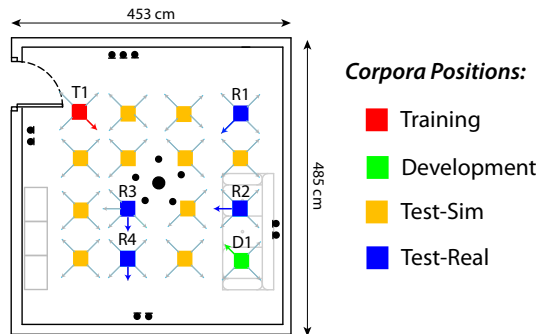 453 cm
T1
R1
R3
R2
R4
D1
485 cm
Corpora Positions:
Training
Development
Test-Sim
Test-Real